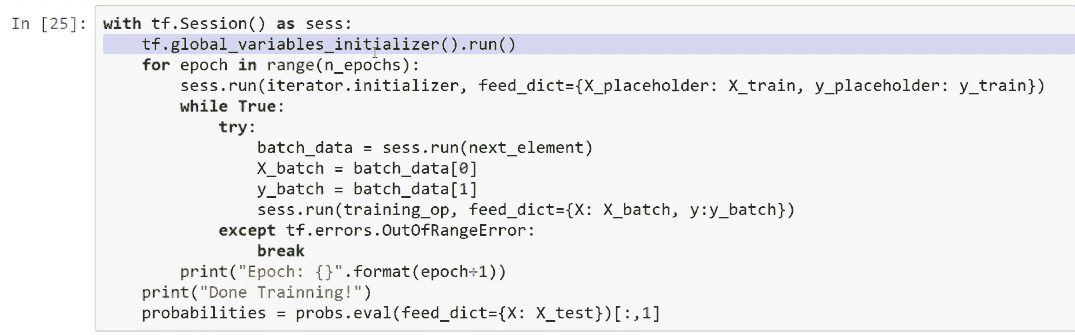 In [25]: with tf.Session() as sess:
tf.global_variables_initializer().run()
for epoch in range(n_epochs):
sess.run(iterator.initializer, feed_dict={X_placeholder: X_train, y_placeholder: y_train})
while True:
try:
batch_data = sess.run(next_element)
X_batch = batch_data[0]
y_batch = batch_data[1]
sess.run(training_op, feed_dict={X: X_batch, y:y_batch})
except tf.errors.OutOfRangeError:
break
print("Epoch: {}".format(epoch+1))
print("Done Trainning!")
probabilities = probs.eval(feed_dict={X: X_test})[:,1]